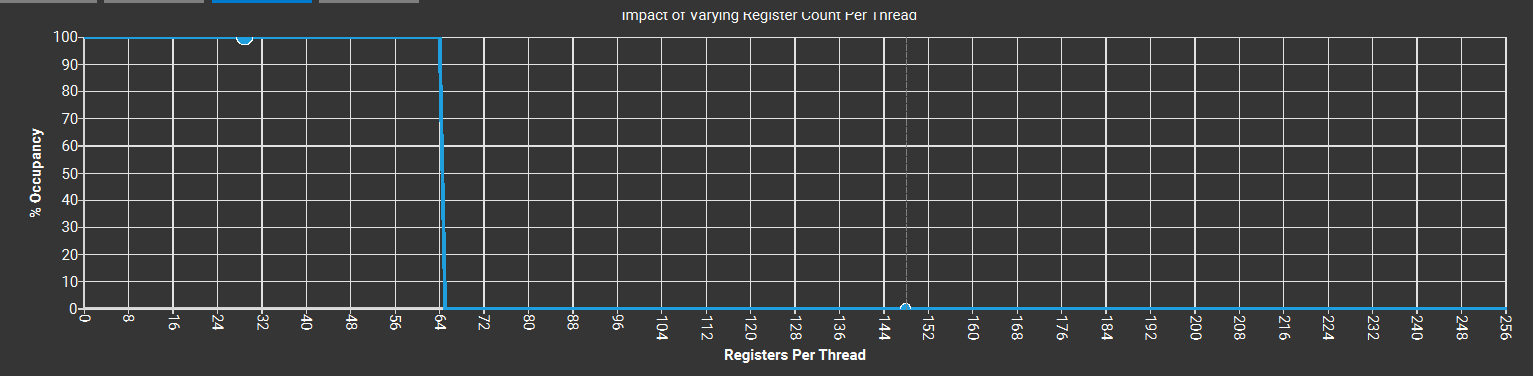 Impact of Varying Register Count Per Thread
100
90
80
70
60
50
40
30
20
10
0
% Occupancy
0 8 16 24 32 40 48 56 64 72 80 88 96 104 112 120 128 136 144 152 160 168 176 184 192 200 208 216 224 232 240 248 256
Registers Per Thread